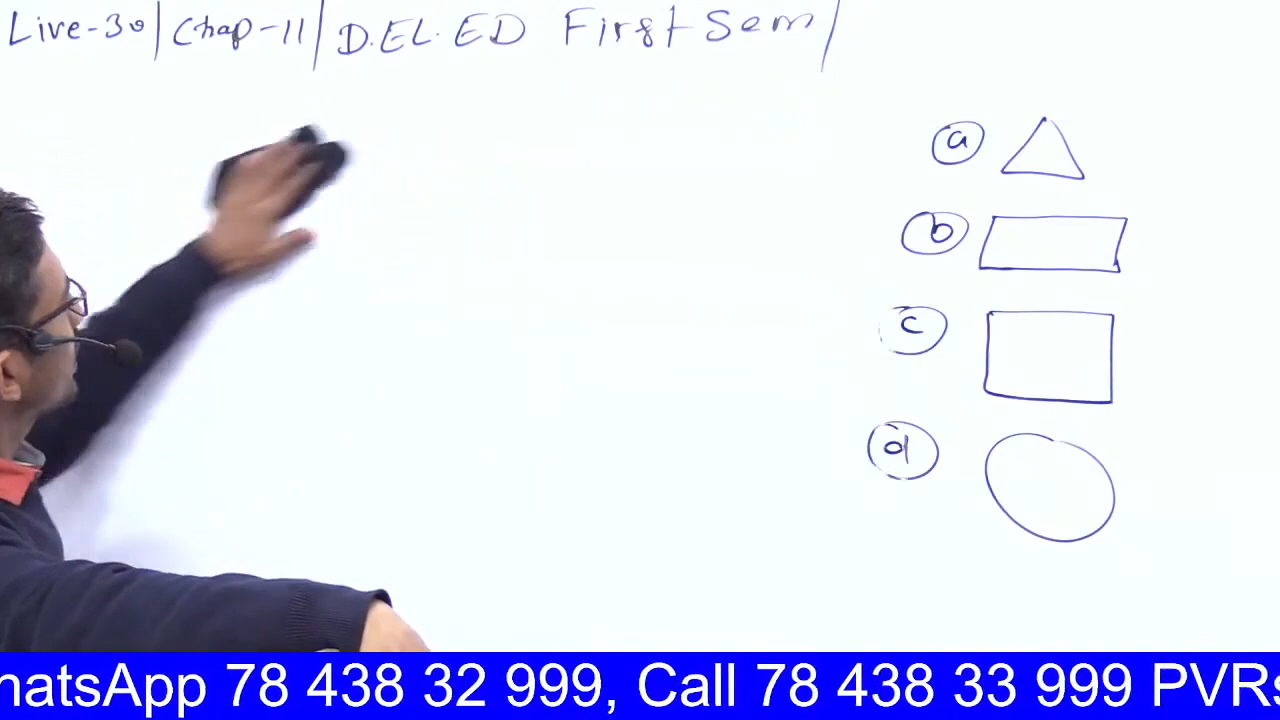 Live-30/Chap-11/D.EL.ED First Sem/
a
b
c
d
hatsApp 78 438 32 999, Call 78 438 33 999 PVRs